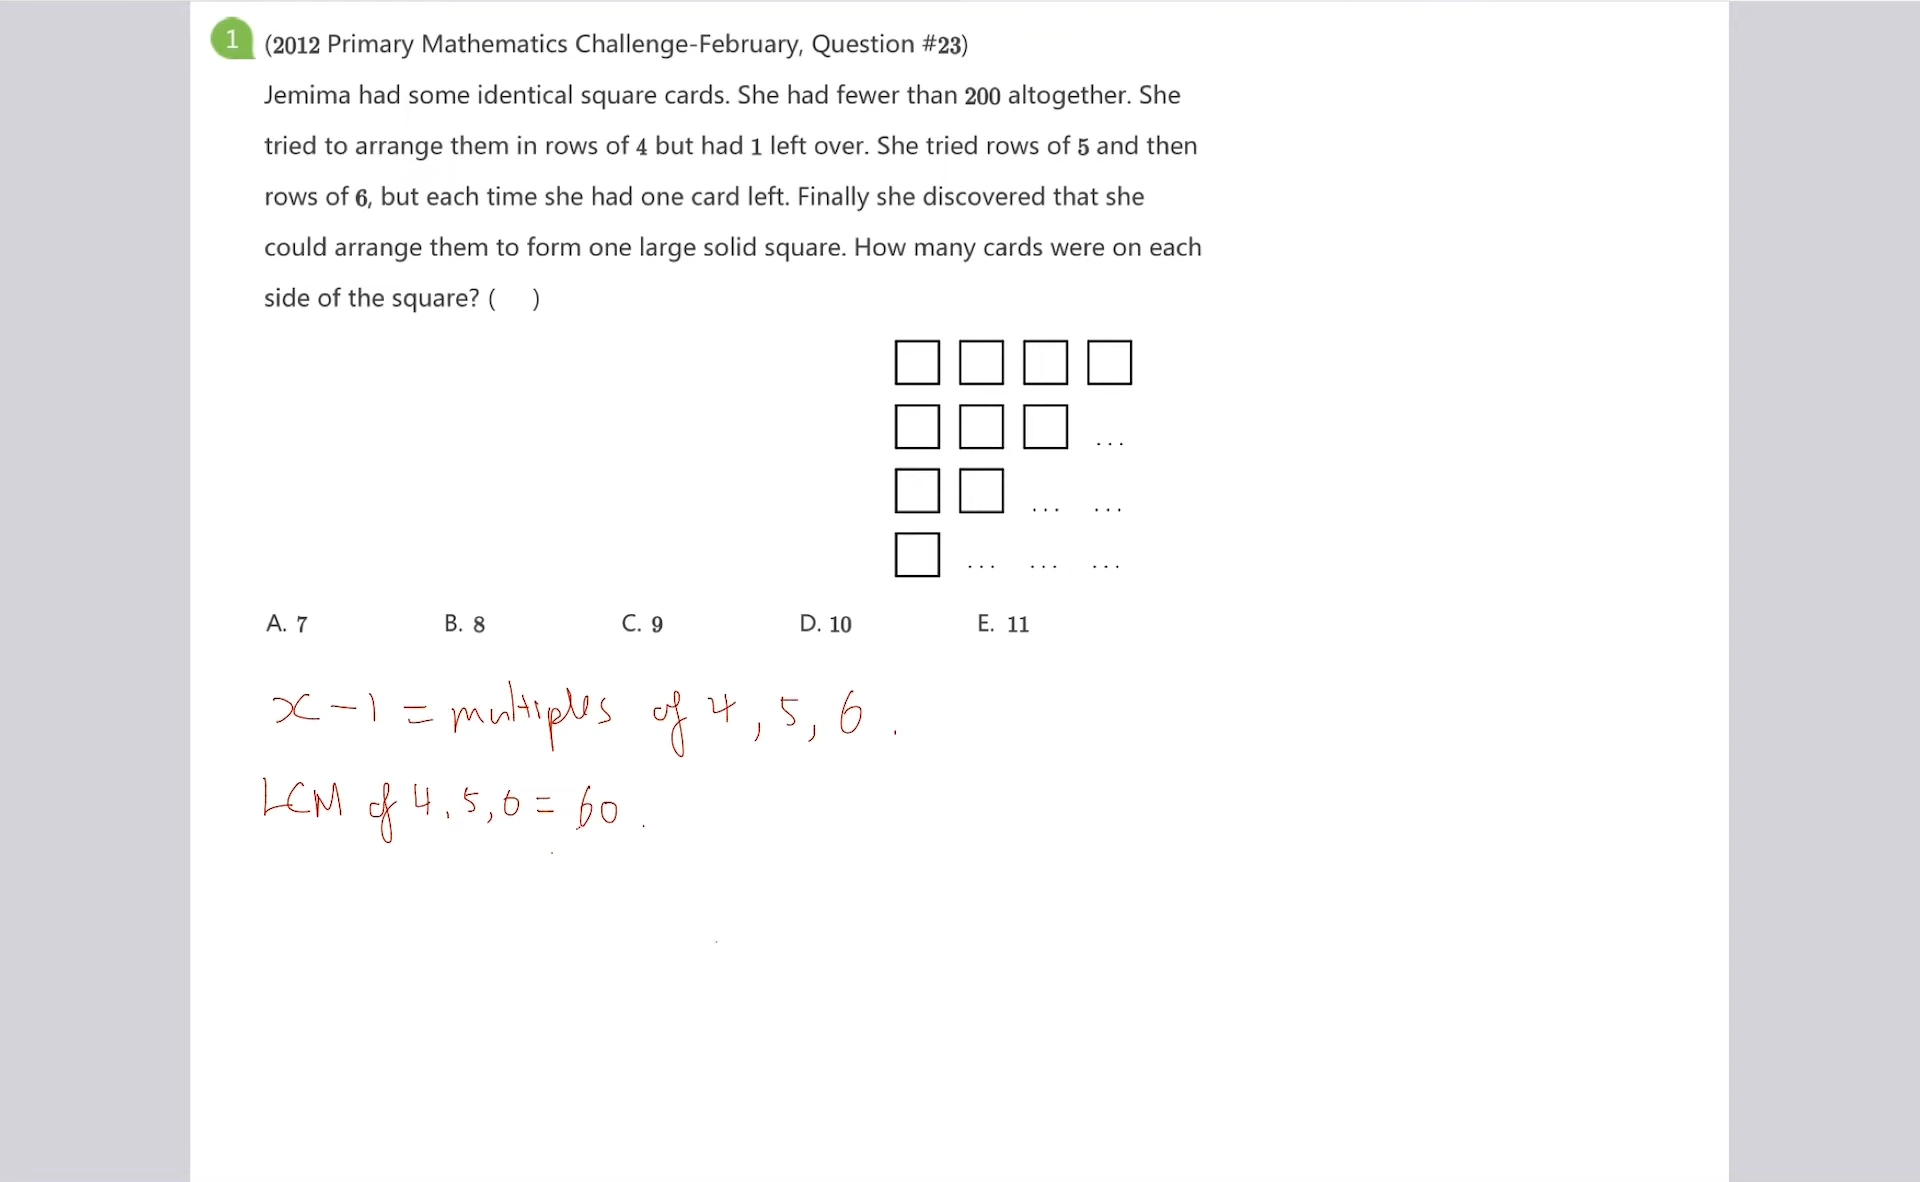 1
(2012 Primary Mathematics Challenge-February, Question #23)
Jemima had some identical square cards. She had fewer than 200 altogether. She
tried to arrange them in rows of 4 but had 1 left over. She tried rows of 5 and then
rows of 6, but each time she had one card left. Finally she discovered that she
could arrange them to form one large solid square. How many cards were on each
side of the square? (    )
...
... ...
... ... ...
A. 7 B. 8 C. 9 D. 10 E. 11
x - 1 = multiples of 4, 5, 6.
LCM of 4, 5, 6 = 60.